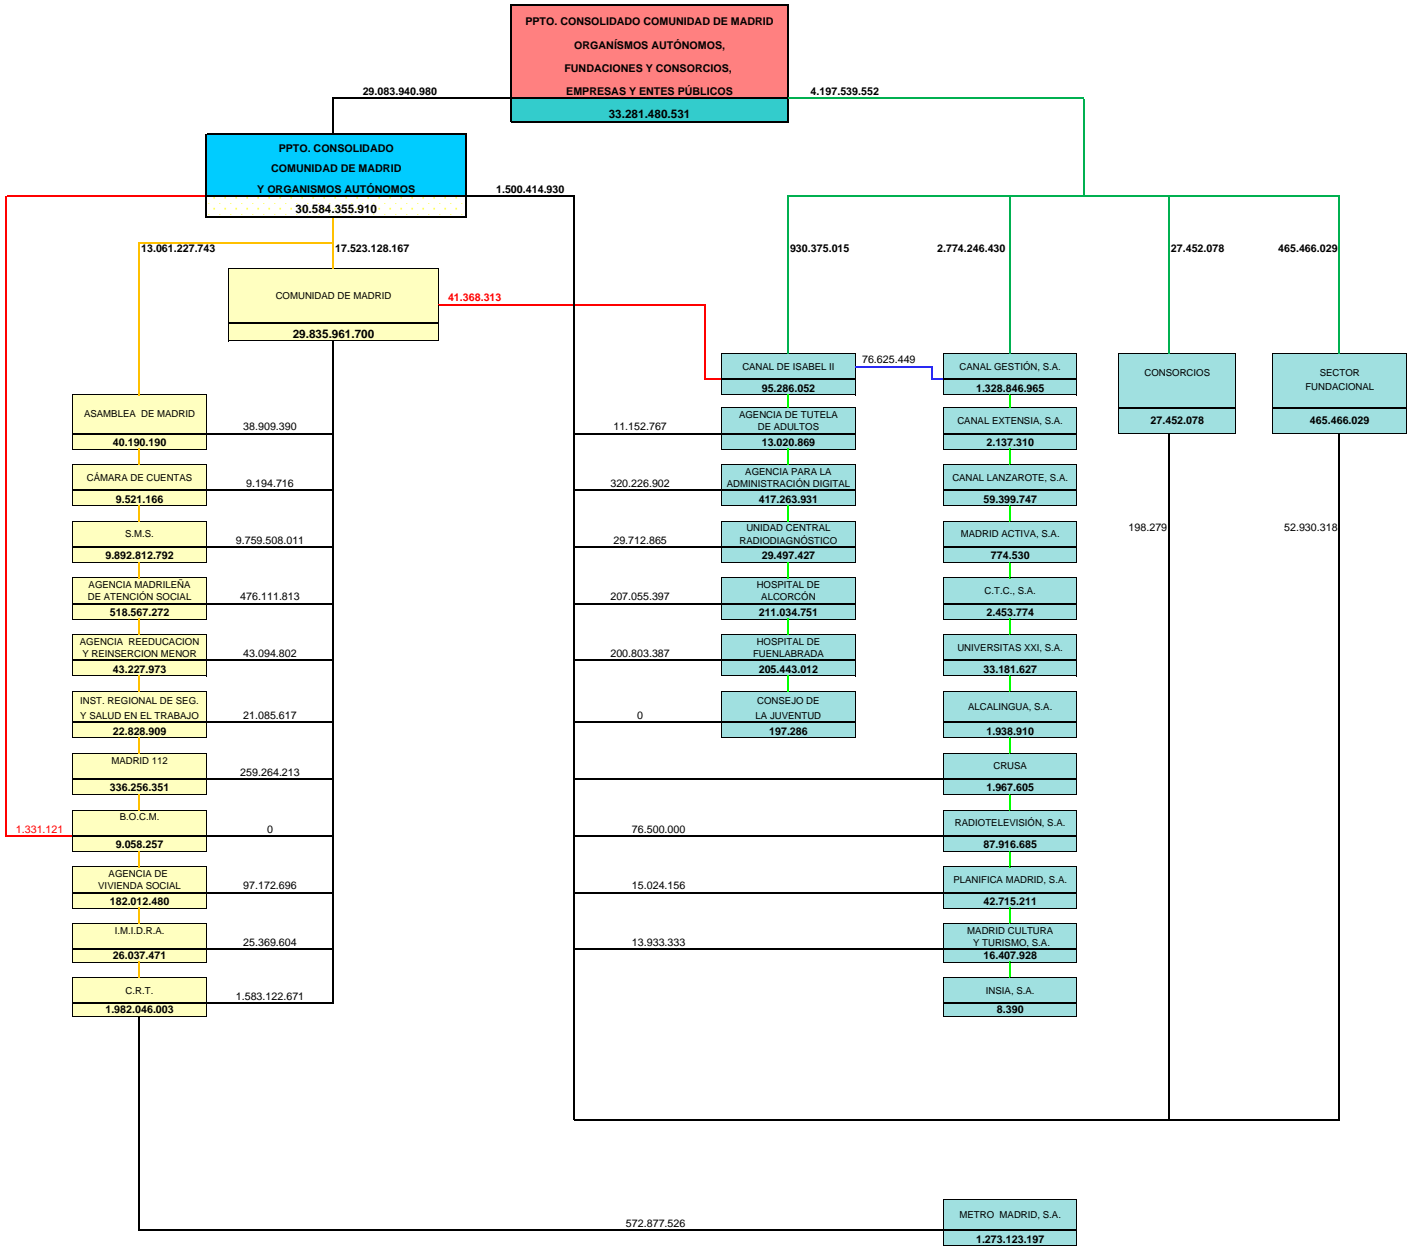 PPTO. CONSOLIDADO COMUNIDAD DE MADRID
ORGANÍSMOS AUTÓNOMOS,
FUNDACIONES Y CONSORCIOS,
EMPRESAS Y ENTES PÚBLICOS
33.281.480.531
29.083.940.980
4.197.539.552
PPTO. CONSOLIDADO
COMUNIDAD DE MADRID
Y ORGANISMOS AUTÓNOMOS
30.584.355.910
1.500.414.930
13.061.227.743
17.523.128.167
930.375.015
2.774.246.430
27.452.078
465.466.029
COMUNIDAD DE MADRID
29.835.961.700
41.368.313
ASAMBLEA DE MADRID
40.190.190
38.909.390
CÁMARA DE CUENTAS
9.521.166
9.194.716
S.M.S.
9.892.812.792
9.759.508.011
AGENCIA MADRILEÑA
DE ATENCIÓN SOCIAL
518.567.272
476.111.813
AGENCIA REEDUCACION
Y REINSERCION MENOR
43.227.973
43.094.802
INST. REGIONAL DE SEG.
Y SALUD EN EL TRABAJO
22.828.909
21.085.617
MADRID 112
336.256.351
259.264.213
B.O.C.M.
9.058.257
1.331.121
0
AGENCIA DE
VIVIENDA SOCIAL
182.012.480
97.172.696
I.M.I.D.R.A.
26.037.471
25.369.604
C.R.T.
1.982.046.003
1.583.122.671
CANAL DE ISABEL II
95.286.052
76.625.449
AGENCIA DE TUTELA
DE ADULTOS
13.020.869
11.152.767
AGENCIA PARA LA
ADMINISTRACIÓN DIGITAL
417.263.931
320.226.902
UNIDAD CENTRAL
RADIODIAGNÓSTICO
29.497.427
29.712.865
HOSPITAL DE
ALCORCÓN
211.034.751
207.055.397
HOSPITAL DE
FUENLABRADA
205.443.012
200.803.387
CONSEJO DE
LA JUVENTUD
197.286
0
CANAL GESTIÓN, S.A.
1.328.846.965
CANAL EXTENSIA, S.A.
2.137.310
CANAL LANZAROTE, S.A.
59.399.747
MADRID ACTIVA, S.A.
774.530
C.T.C., S.A.
2.453.774
UNIVERSITAS XXI, S.A.
33.181.627
ALCALINGUA, S.A.
1.938.910
CRUSA
1.967.605
RADIOTELEVISIÓN, S.A.
87.916.685
76.500.000
PLANIFICA MADRID, S.A.
42.715.211
15.024.156
MADRID CULTURA
Y TURISMO, S.A.
16.407.928
13.933.333
INSIA, S.A.
8.390
CONSORCIOS
27.452.078
198.279
SECTOR
FUNDACIONAL
465.466.029
52.930.318
METRO MADRID, S.A.
1.273.123.197
572.877.526